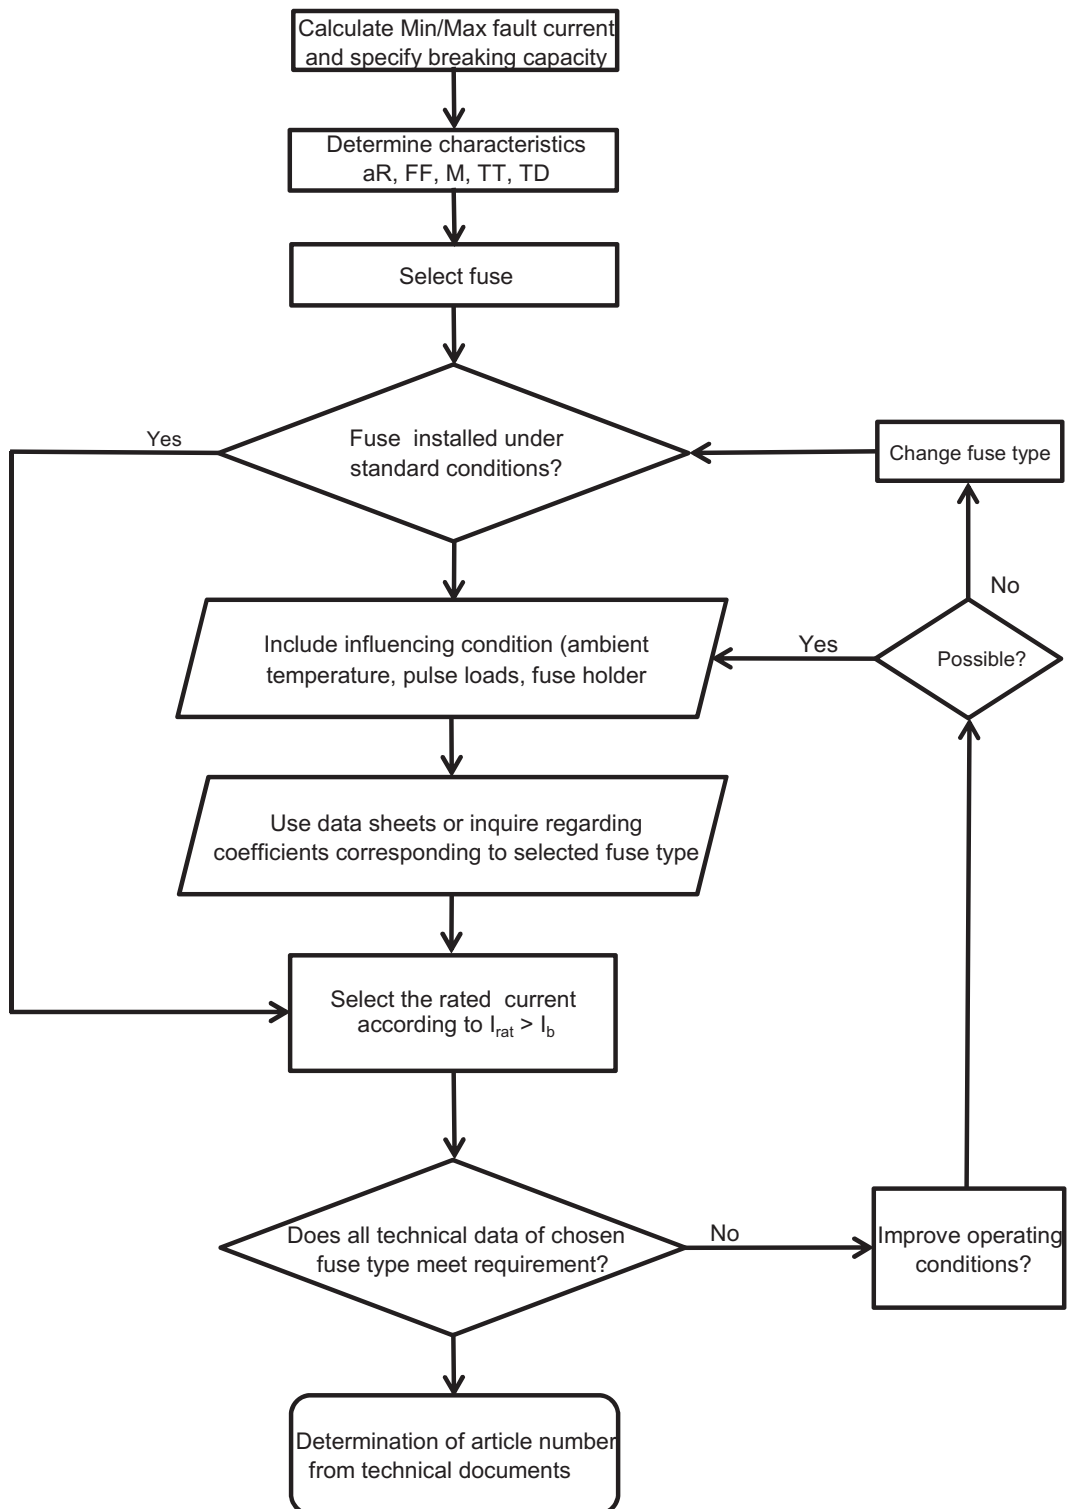 Calculate Min/Max fault current
and specify breaking capacity
Determine characteristics
aR, FF, M, TT, TD
Select fuse
Yes
Fuse installed under
standard conditions?
Change fuse type
No
Include influencing condition (ambient
temperature, pulse loads, fuse holder
Yes
Possible?
Use data sheets or inquire regarding
coefficients corresponding to selected fuse type
Select the rated current
according to I_rat > I_b
Does all technical data of chosen
fuse type meet requirement?
No
Improve operating
conditions?
Determination of article number
from technical documents